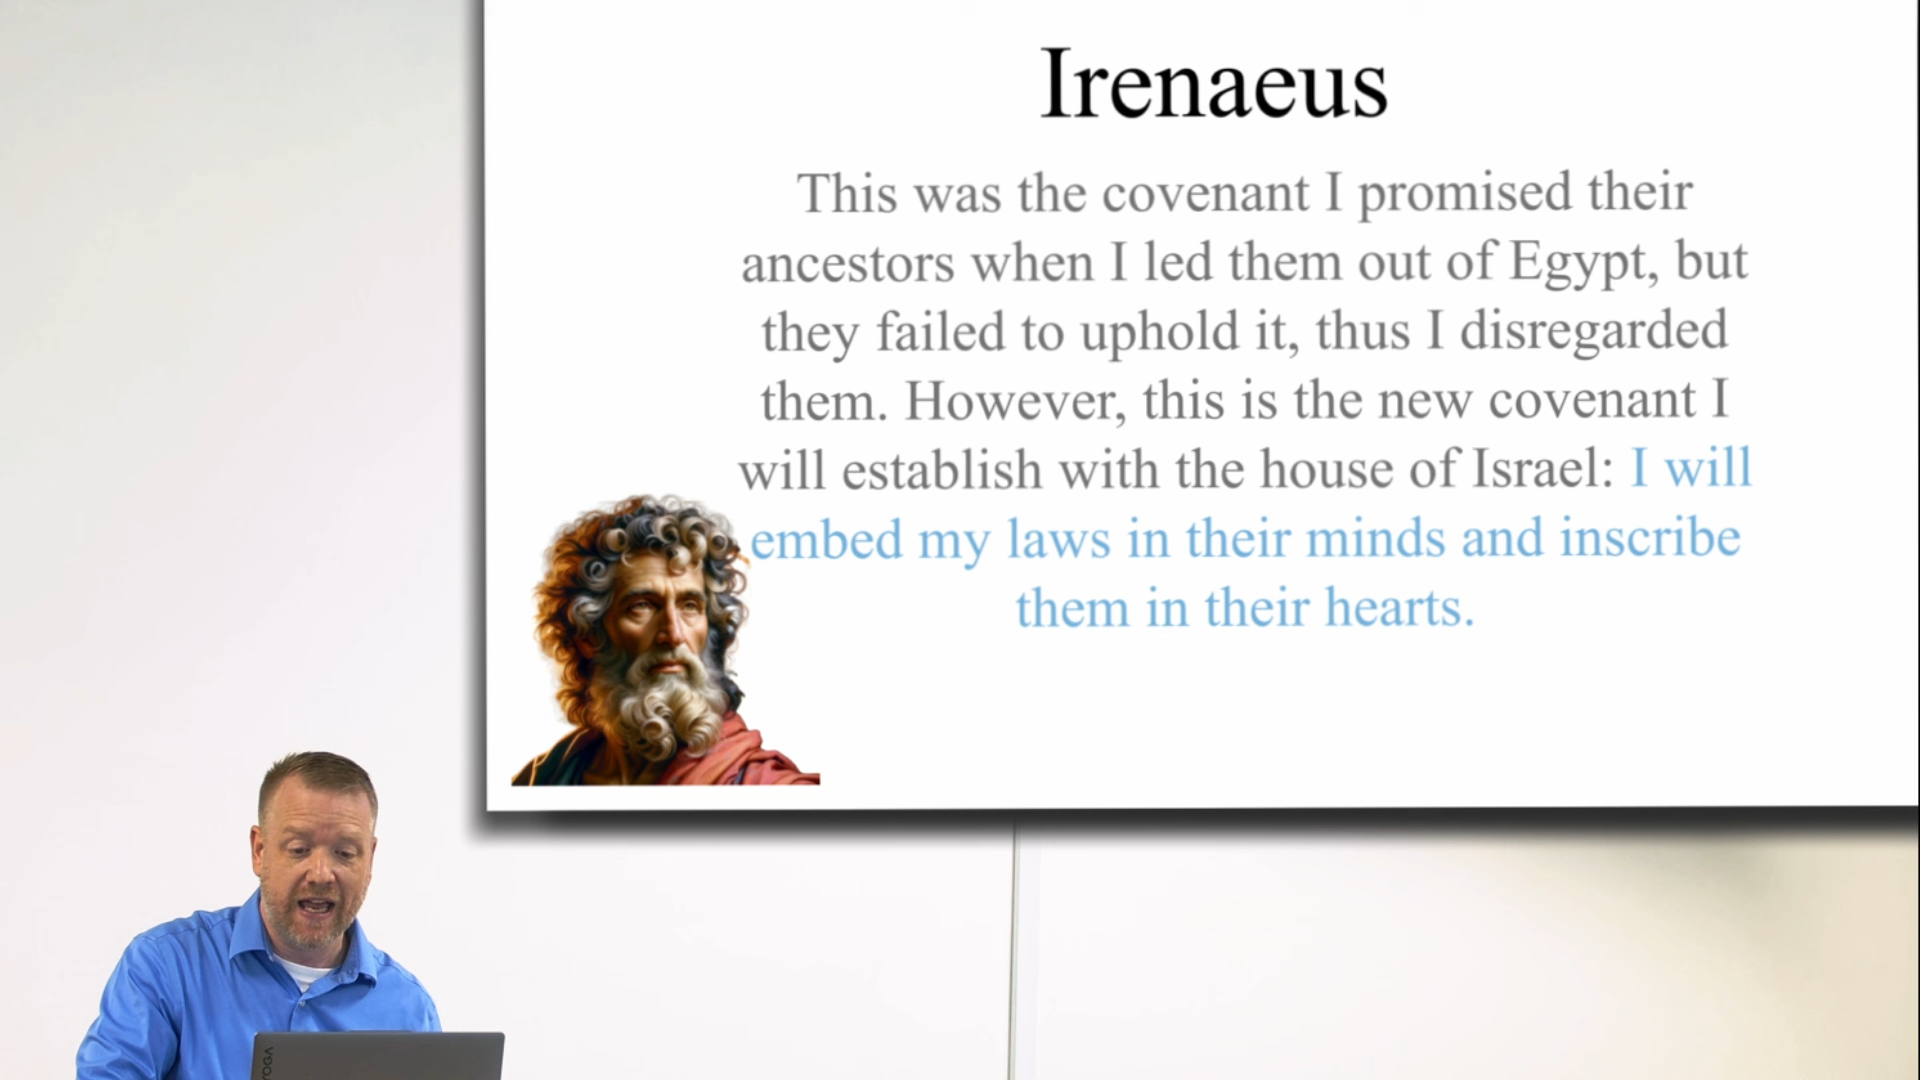 Irenaeus
This was the covenant I promised their
ancestors when I led them out of Egypt, but
they failed to uphold it, thus I disregarded
them. However, this is the new covenant I
will establish with the house of Israel: I will
embed my laws in their minds and inscribe
them in their hearts.
YOGA